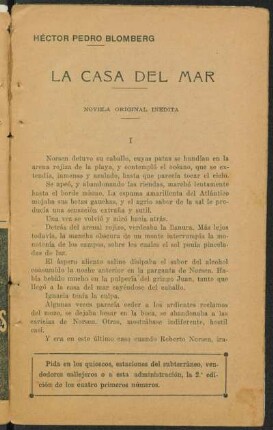 HÉCTOR PEDRO BLOMBERG
LA CASA DEL MAR
NOVELA ORIGINAL INÉDITA
I
Norsen detuvo su caballo, cuyas patas se hundían en la
arena rojiza de la playa, y contempló el océano, que se ex-
tendía, inmenso y azulado, hasta que parecía tocar el cielo.
Se apeó, y abandonando las riendas, marchó lentamente
hasta el borde mismo. La espuma amarillenta del Atlántico
mojaba sus botas gauchas, y el agrio sabor de la sal le produ-
cía una sensación extraña y sutil.
Una vez se volvió y miró hacia atrás.
Detrás del arenal rojizo, verdeaba la llanura. Más lejos
todavía, la mancha obscura de un monte interrumpía la mo-
notonía de los campos, sobre los cuales el sol ponía pincela-
das de luz.
El áspero aliento salino disipaba el sabor del alcohol
consumido la noche anterior en la garganta de Norsen. Ha-
bía bebido mucho en la pulpería del gringo Juan, tanto que
llegó a la casa del mar cayéndose del caballo.
Ignacia tenía la culpa.
Algunas veces parecía ceder a los ardientes reclamos
del mozo, se dejaba besar en la boca, se abandonaba a las
caricias de Norsen. Otras, mostrábase indiferente, hostil
casi.
Y era en este último caso cuando Roberto Norsen, ira-
Pida en los quioscos, estaciones del subterráneo, ven-
dedores callejeros o a esta administración, la 2.ª edi-
ción de los cuatro primeros números.